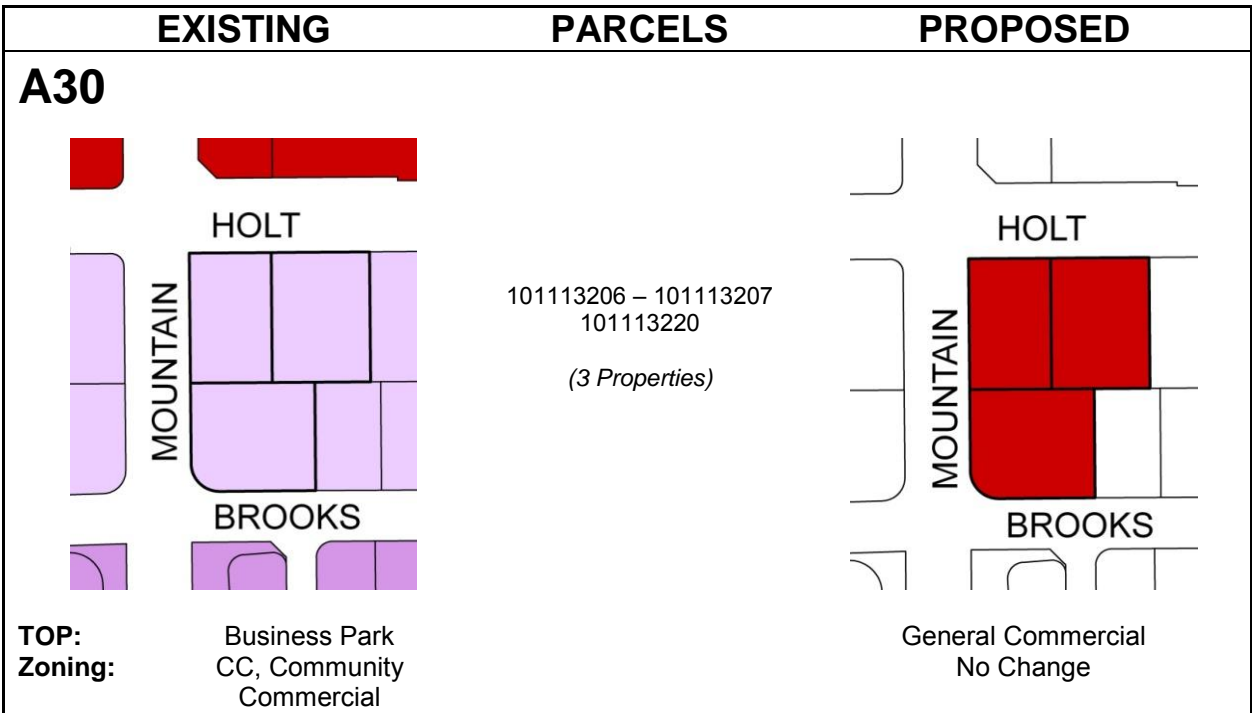 EXISTING PARCELS PROPOSED
A30
HOLT
MOUNTAIN
BROOKS
101113206 – 101113207
101113220
(3 Properties)
HOLT
MOUNTAIN
BROOKS
TOP: Business Park General Commercial
Zoning: CC, Community No Change
Commercial